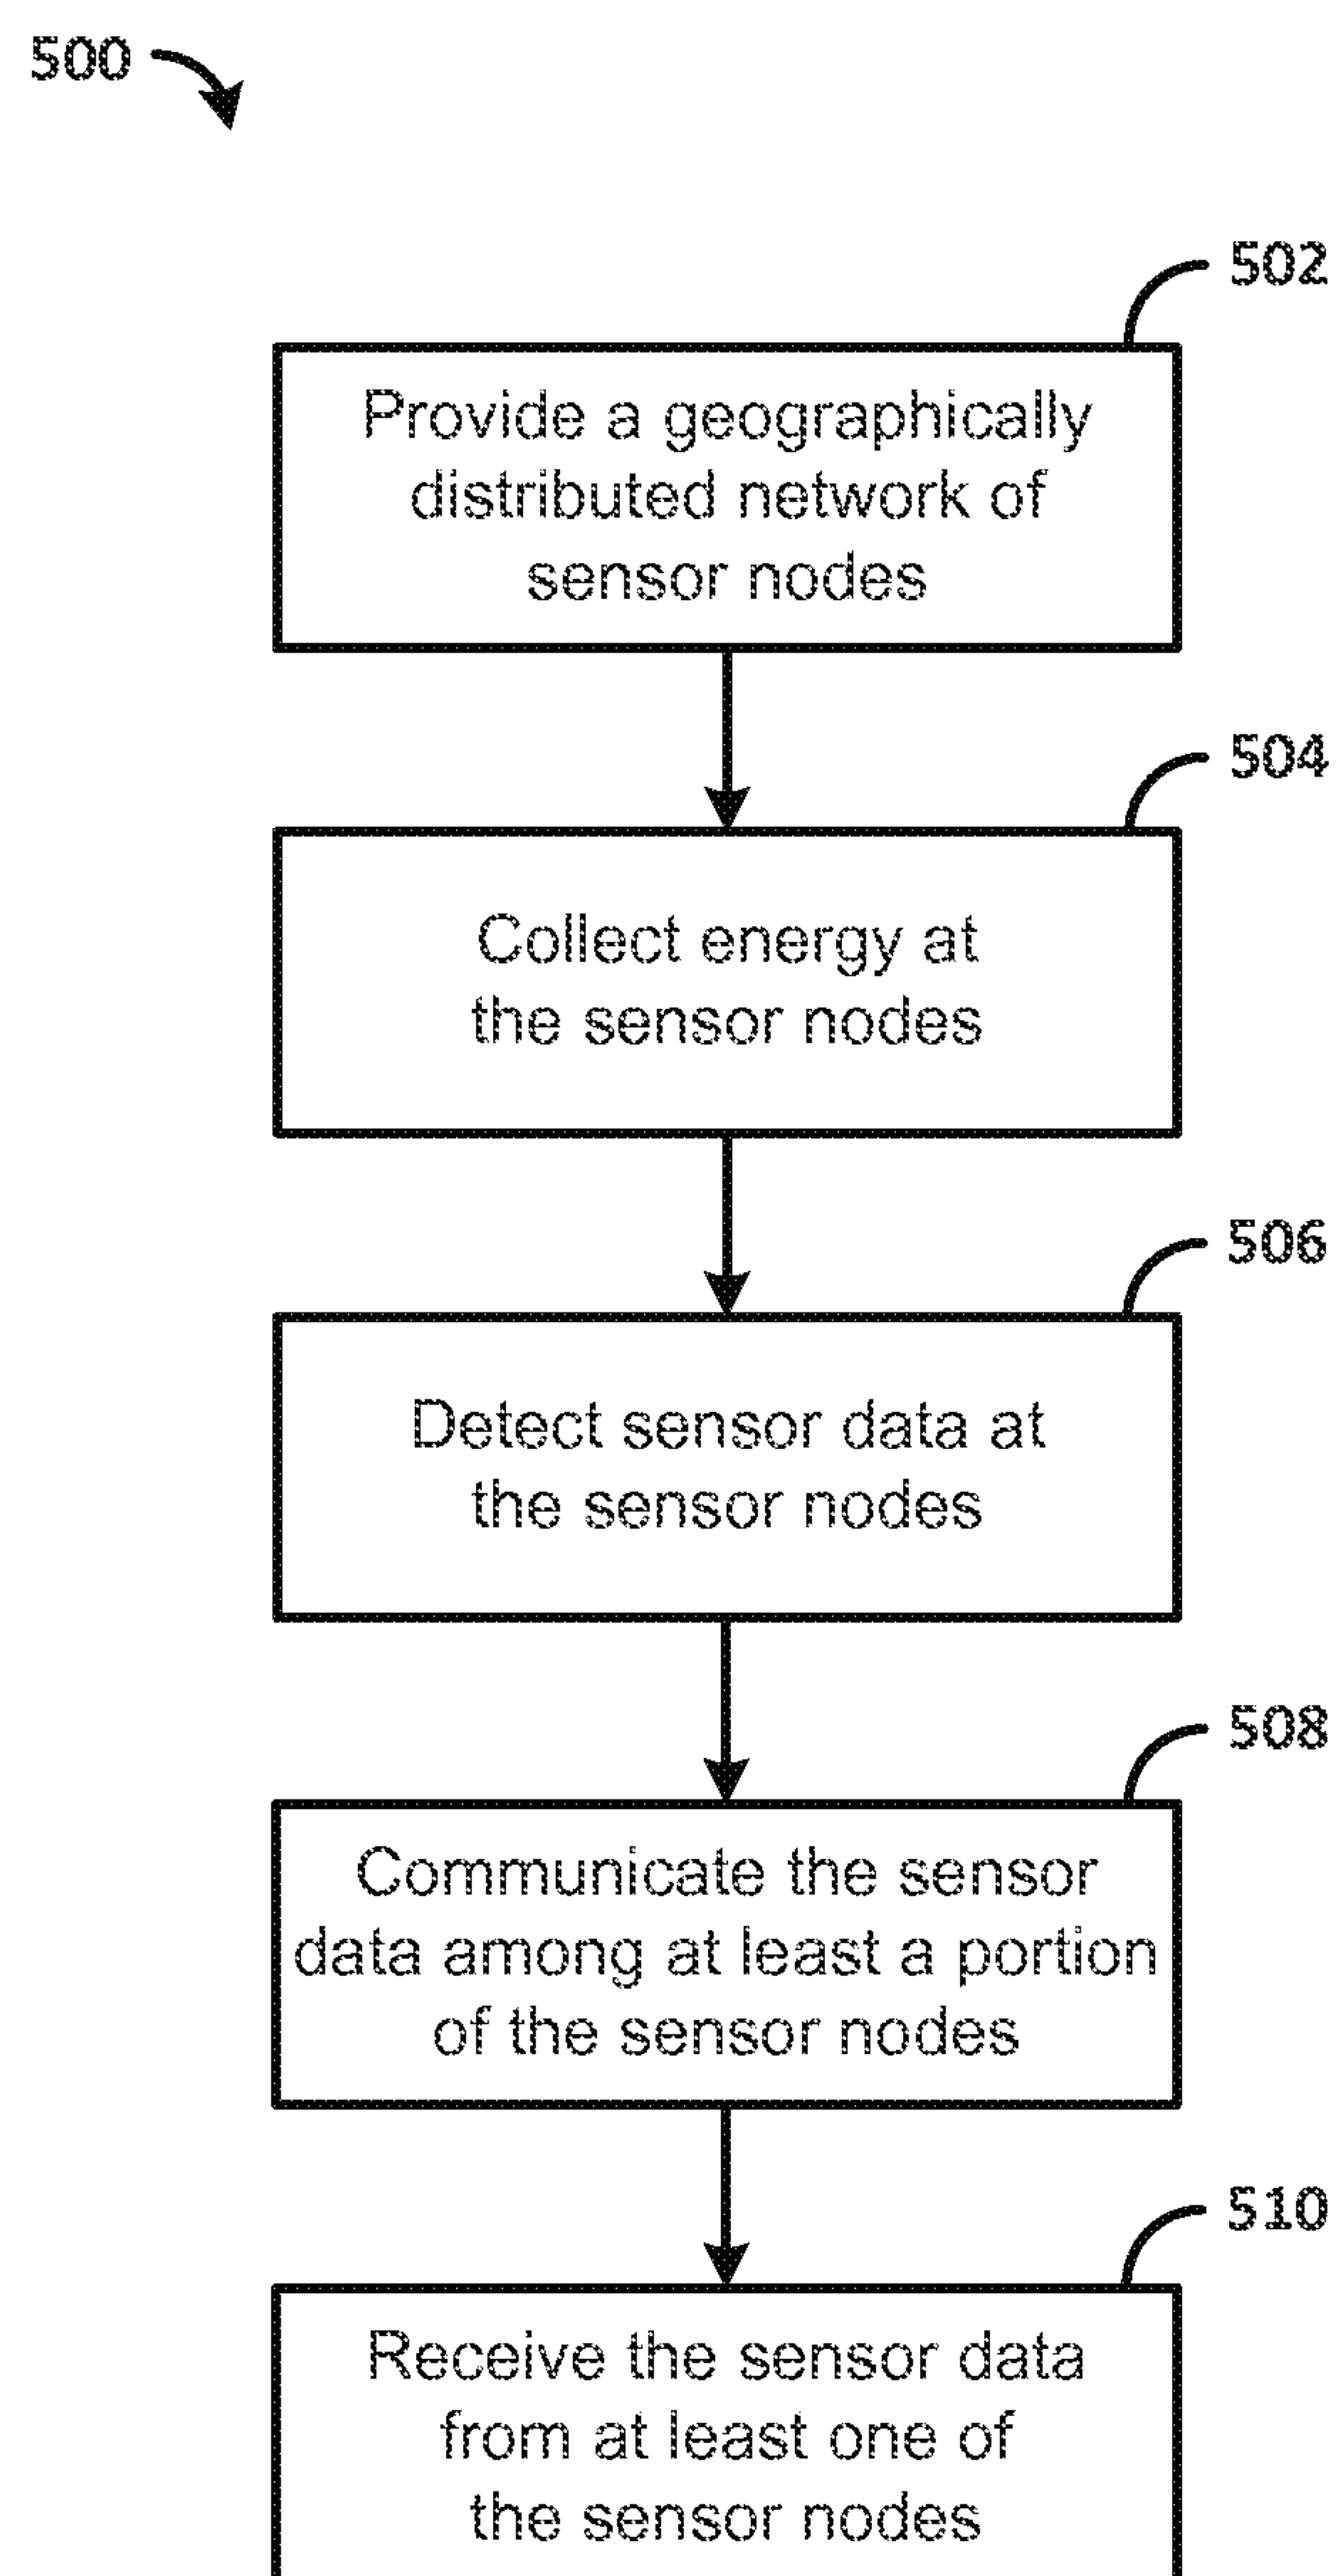 500
502
Provide a geographically
distributed network of
sensor nodes
504
Collect energy at
the sensor nodes
506
Detect sensor data at
the sensor nodes
508
Communicate the sensor
data among at least a portion
of the sensor nodes
510
Receive the sensor data
from at least one of
the sensor nodes